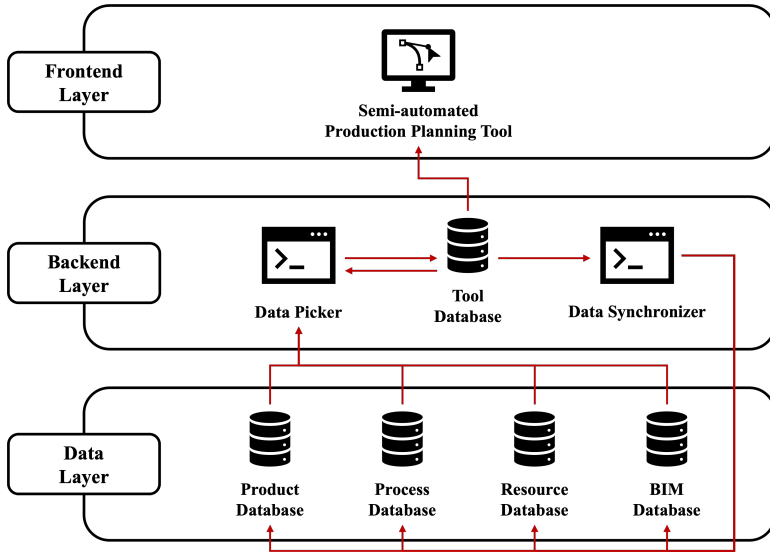 Frontend
Layer
Semi-automated
Production Planning Tool
Backend
Layer
Data Picker
Tool
Database
Data Synchronizer
Data
Layer
Product
Database
Process
Database
Resource
Database
BIM
Database